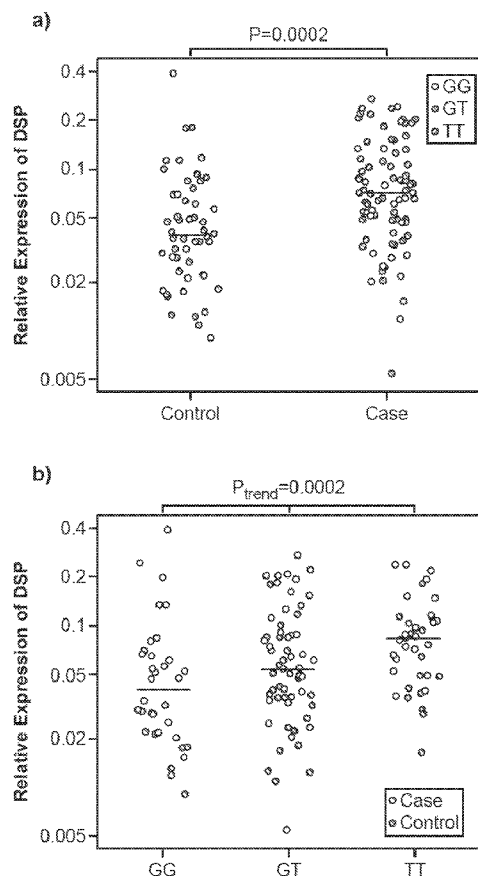 a)
P=0.0002
Relative Expression of DSP
0.4
0.2
0.1
0.05
0.02
0.005
GG
GT
TT
Control
Case
b)
Ptrend=0.0002
Relative Expression of DSP
0.4
0.2
0.1
0.05
0.02
0.005
Case
Control
GG
GT
TT